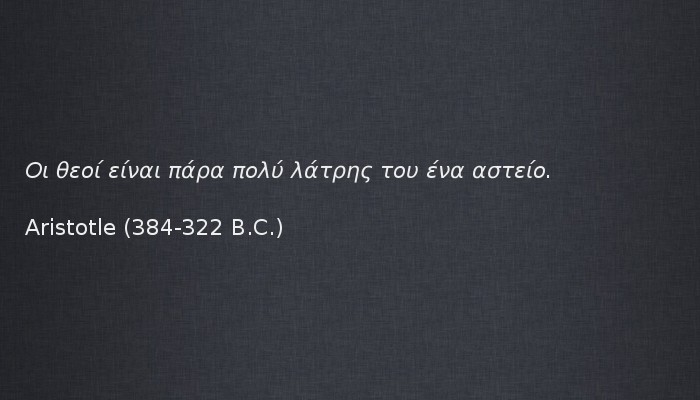 Οι θεοί είναι πάρα πολύ λάτρης του ένα αστείο.
Aristotle (384-322 B.C.)